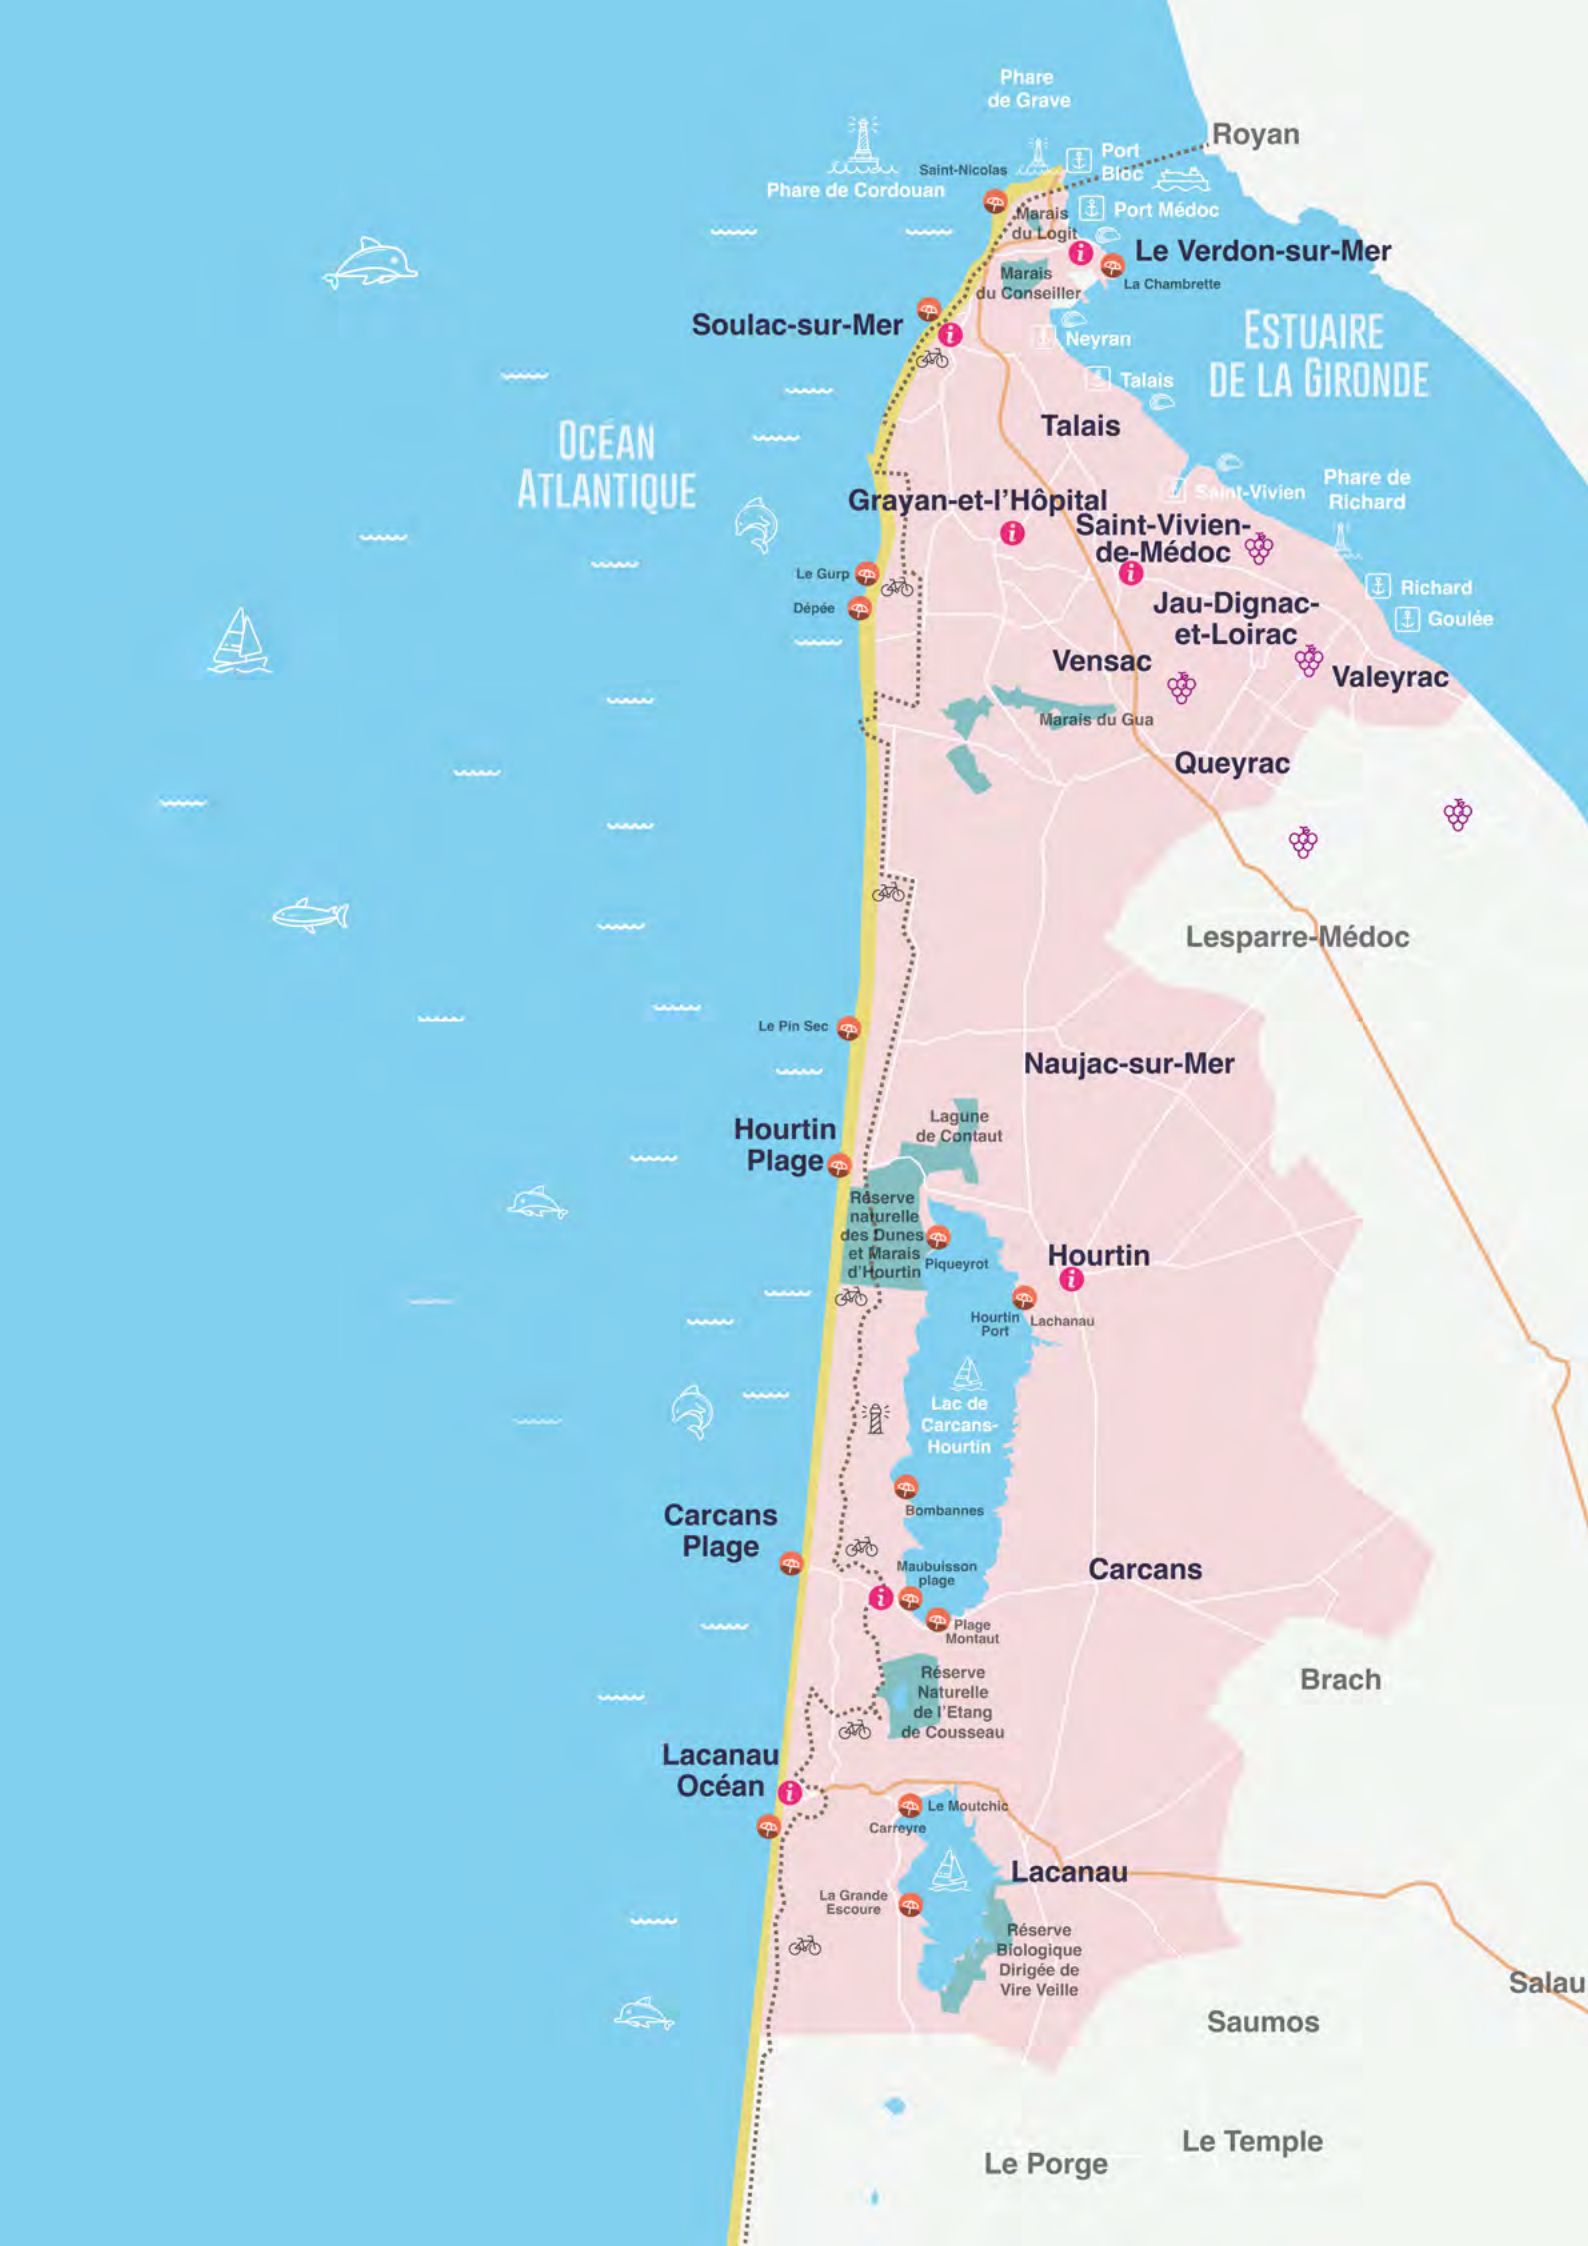 Phare
de Grave
Royan
Port
Bloc
Saint-Nicolas
Phare de Cordouan
Port Médoc
Marais
du Logit
Le Verdon-sur-Mer
La Chambrette
Marais
du Conseiller
Soulac-sur-Mer
Neyran
ESTUAIRE
DE LA GIRONDE
Talais
Talais
OCÉAN
ATLANTIQUE
Grayan-et-l'Hôpital
Saint-Vivien
Phare de
Richard
Saint-Vivien-
de-Médoc
Le Gurp
Dépée
Richard
Goulée
Jau-Dignac-
et-Loirac
Vensac
Valeyrac
Marais du Gua
Queyrac
Lesparre-Médoc
Le Pin Sec
Naujac-sur-Mer
Lagune
de Contaut
Hourtin
Plage
Réserve
naturelle
des Dunes
et Marais
d'Hourtin
Piqueyrot
Hourtin
Hourtin
Port
Lachanau
Lac de
Carcans-
Hourtin
Bombannes
Carcans
Plage
Maubuisson
plage
Carcans
Plage
Montaut
Réserve
Naturelle
de l'Etang
de Cousseau
Brach
Lacanau
Océan
Le Moutchic
Carreyre
Lacanau
La Grande
Escoure
Réserve
Biologique
Dirigée de
Vire Veille
Salau
Saumos
Le Temple
Le Porge